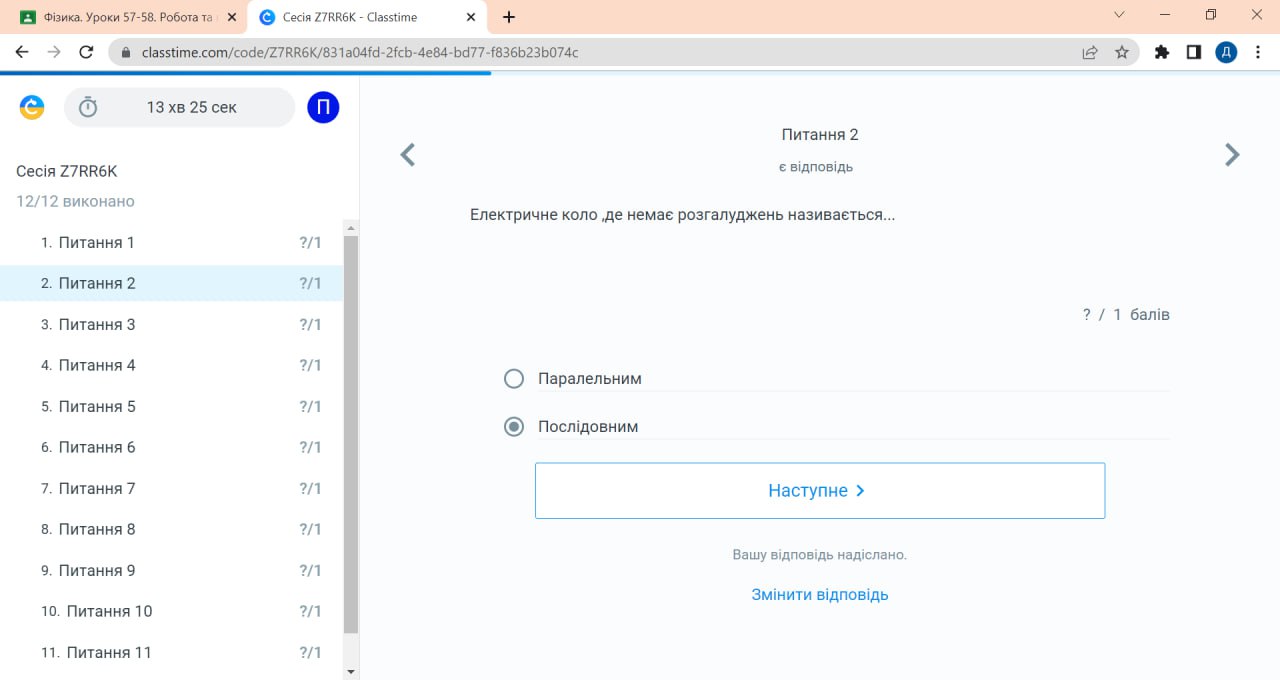 Фізика. Уроки 57-58. Робота та
Сесія Z7RR6K - Classtime
classtime.com/code/Z7RR6K/831a04fd-2fcb-4e84-bd77-f836b23b074c
Д
13 хв 25 сек
П
Сесія Z7RR6K
12/12 виконано
1. Питання 1 ?/1
2. Питання 2 ?/1
3. Питання 3 ?/1
4. Питання 4 ?/1
5. Питання 5 ?/1
6. Питання 6 ?/1
7. Питання 7 ?/1
8. Питання 8 ?/1
9. Питання 9 ?/1
10. Питання 10 ?/1
11. Питання 11 ?/1
Питання 2
є відповідь
Електричне коло ,де немає розгалуджень називається...
? / 1 балів
Паралельним
Послідовним
Наступне
Вашу відповідь надіслано.
Змінити відповідь